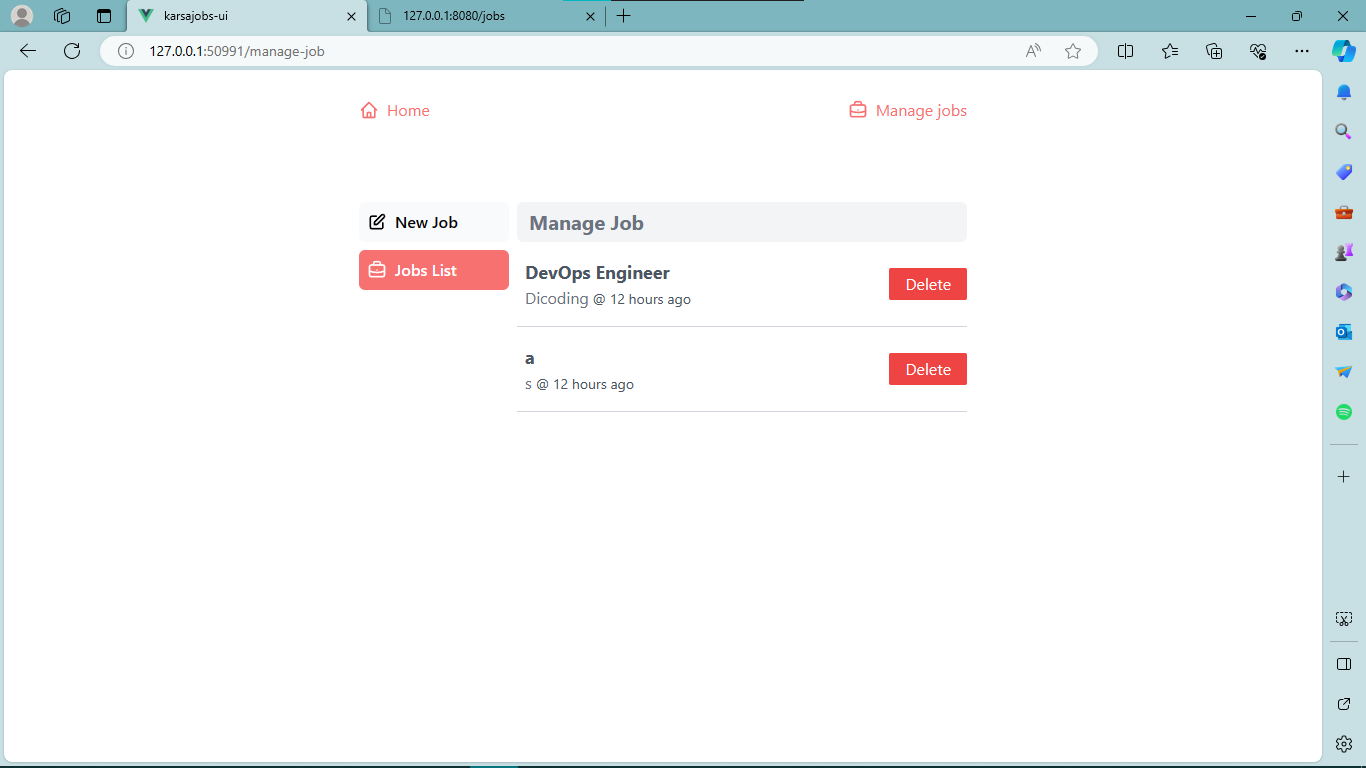 karsajobs-ui
127.0.0.1:8080/jobs
127.0.0.1:50991/manage-job
Home
Manage jobs
New Job
Manage Job
Jobs List
DevOps Engineer
Dicoding @ 12 hours ago
Delete
a
s @ 12 hours ago
Delete